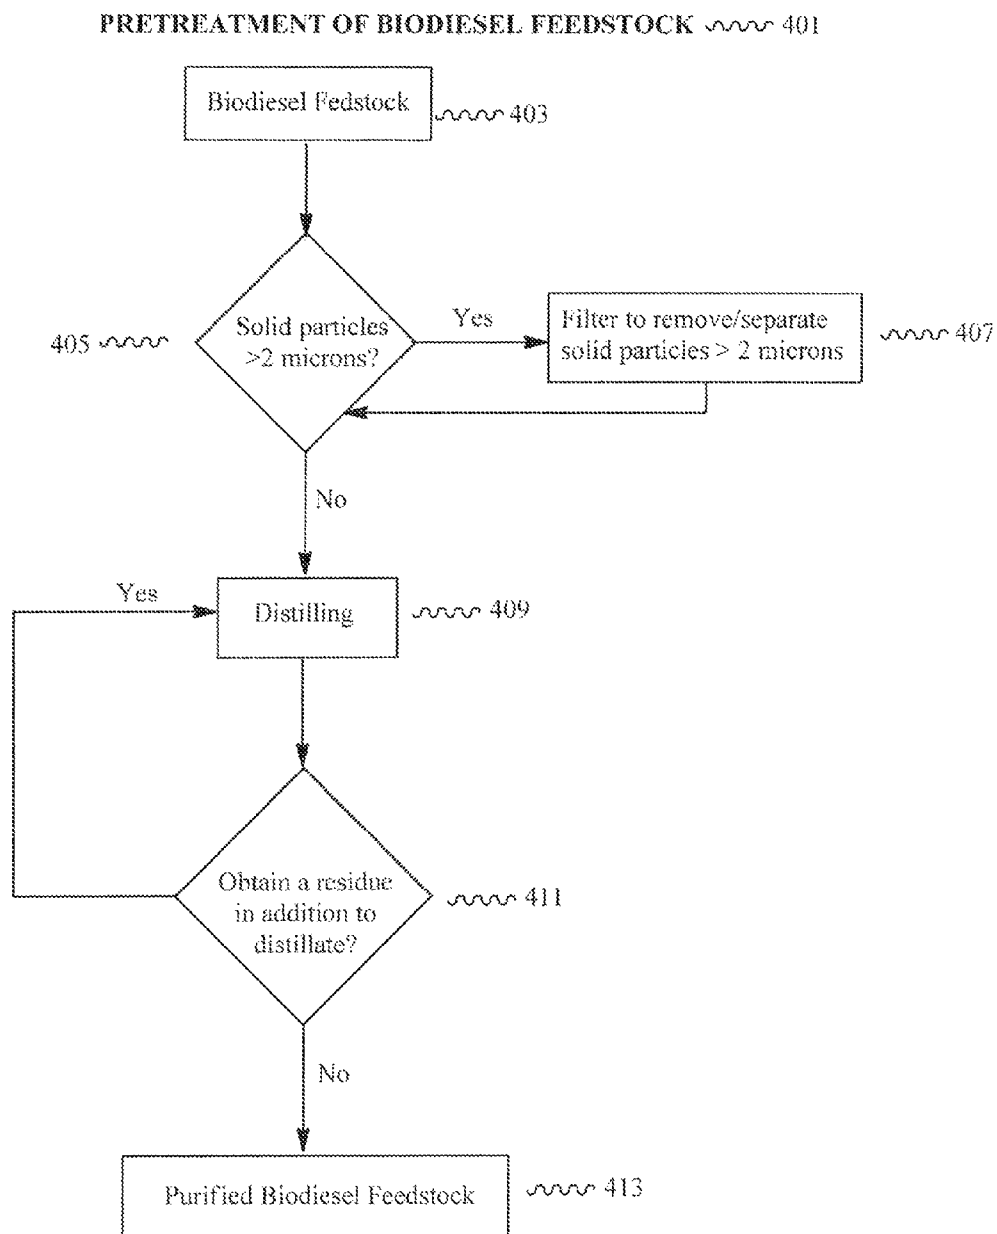 PRETREATMENT OF BIODIESEL FEEDSTOCK 401
Biodiesel Fedstock
403
Solid particles
>2 microns?
405
Yes
Filter to remove/separate
solid particles > 2 microns
407
No
Yes
Distilling
409
Obtain a residue
in addition to
distillate?
411
No
Purified Biodiesel Feedstock
413